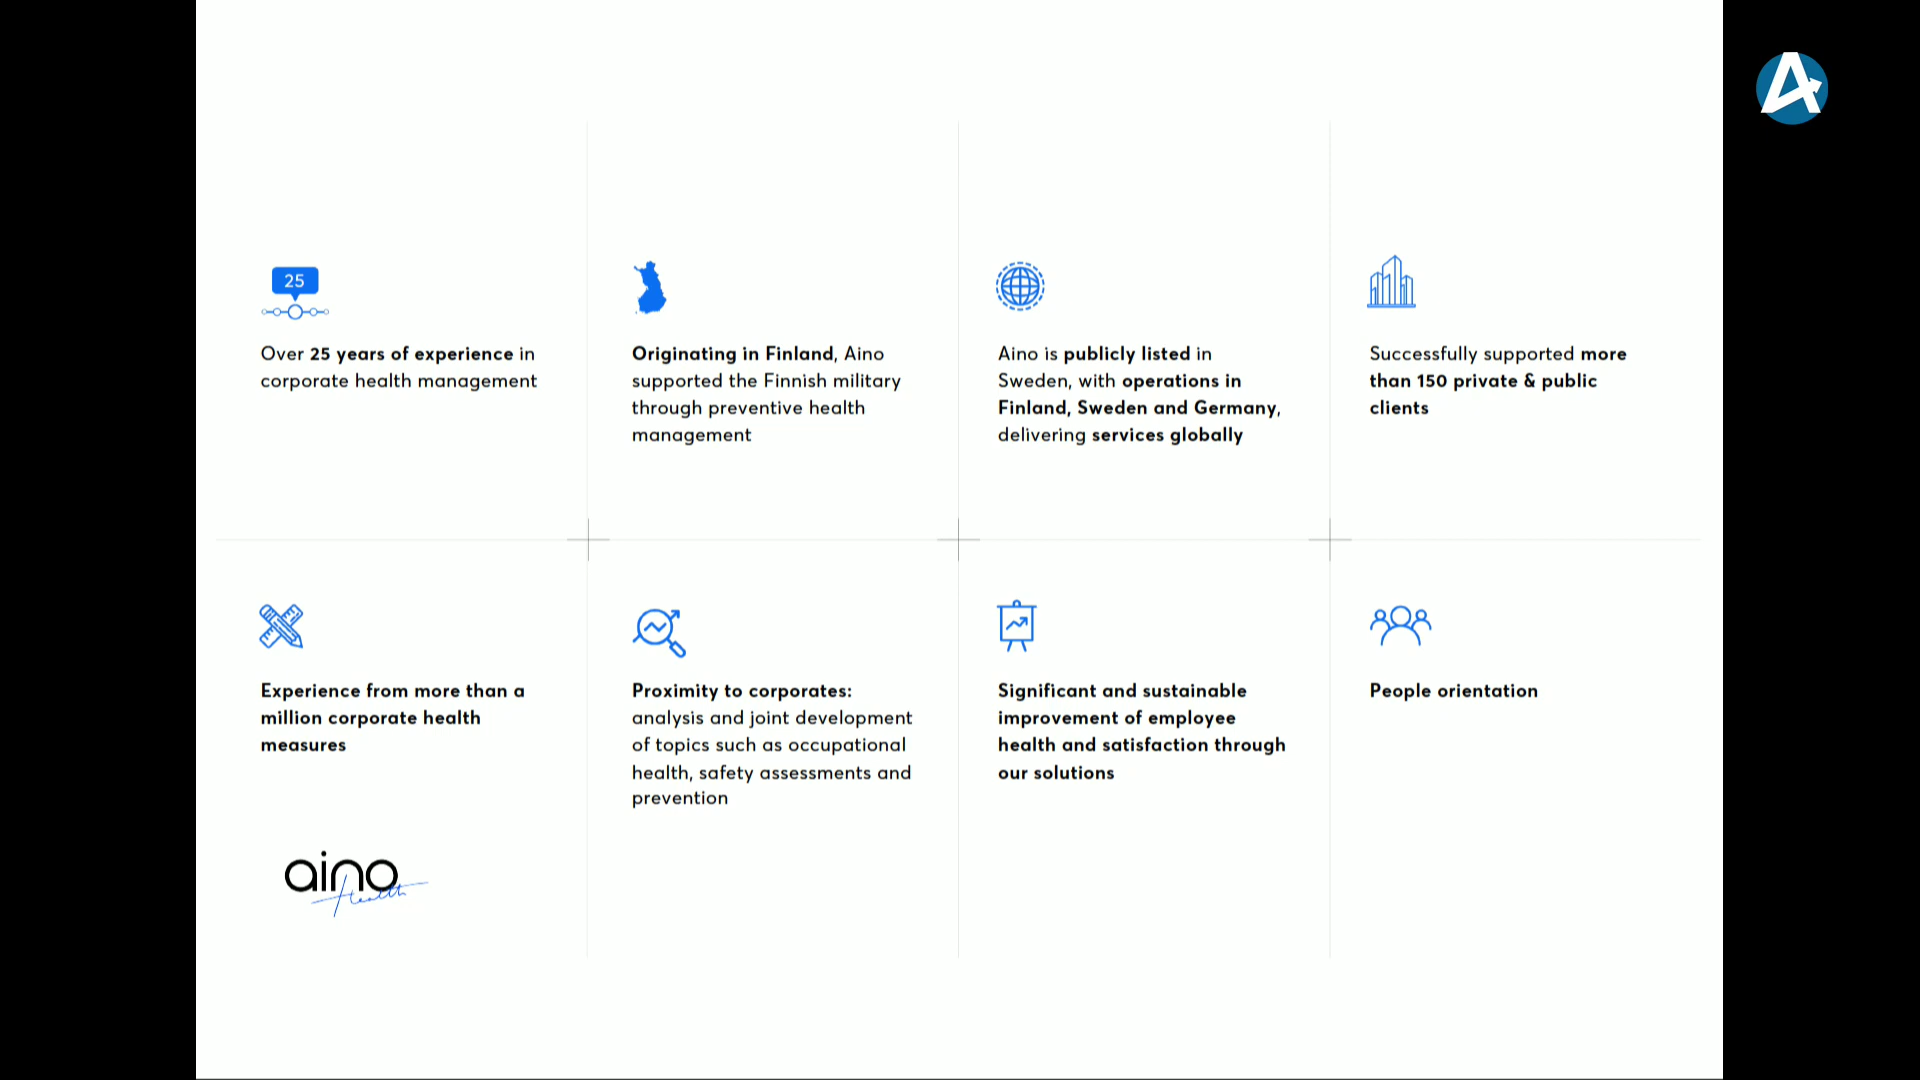 25
Over 25 years of experience in
corporate health management
Originating in Finland, Aino
supported the Finnish military
through preventive health
management
Aino is publicly listed in
Sweden, with operations in
Finland, Sweden and Germany,
delivering services globally
Successfully supported more
than 150 private & public
clients
Experience from more than a
million corporate health
measures
Proximity to corporates:
analysis and joint development
of topics such as occupational
health, safety assessments and
prevention
Significant and sustainable
improvement of employee
health and satisfaction through
our solutions
People orientation
aino
Health